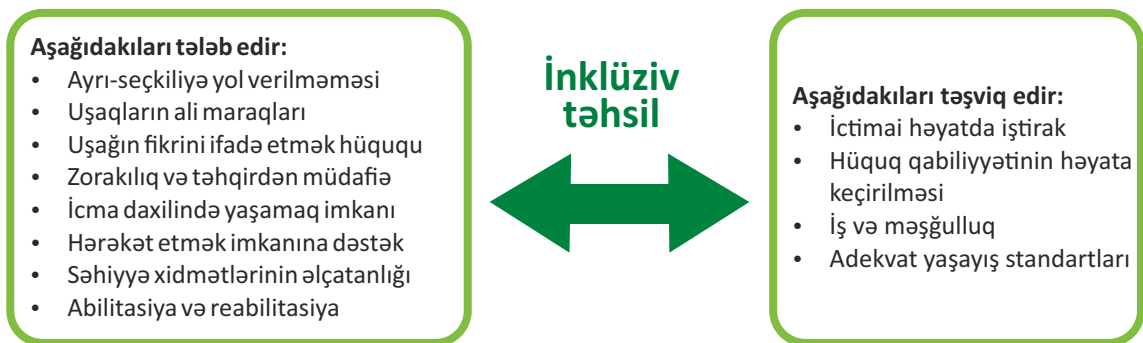 Aşağıdakıları tələb edir:
• Ayrı-seçkiliyə yol verilməməsi
• Uşaqların ali maraqları
• Uşağın fikrini ifadə etmək hüququ
• Zorakılıq və təhqirdən müdafiə
• İcma daxilində yaşamaq imkanı
• Hərəkət etmək imkanına dəstək
• Səhiyyə xidmətlərinin əlçatanlığı
• Abilitasiya və reabilitasiya
İnklüziv
təhsil
Aşağıdakıları təşviq edir:
• İctimai həyatda iştirak
• Hüquq qabiliyyətinin həyata
keçirilməsi
• İş və məşğulluq
• Adekvat yaşayış standartları